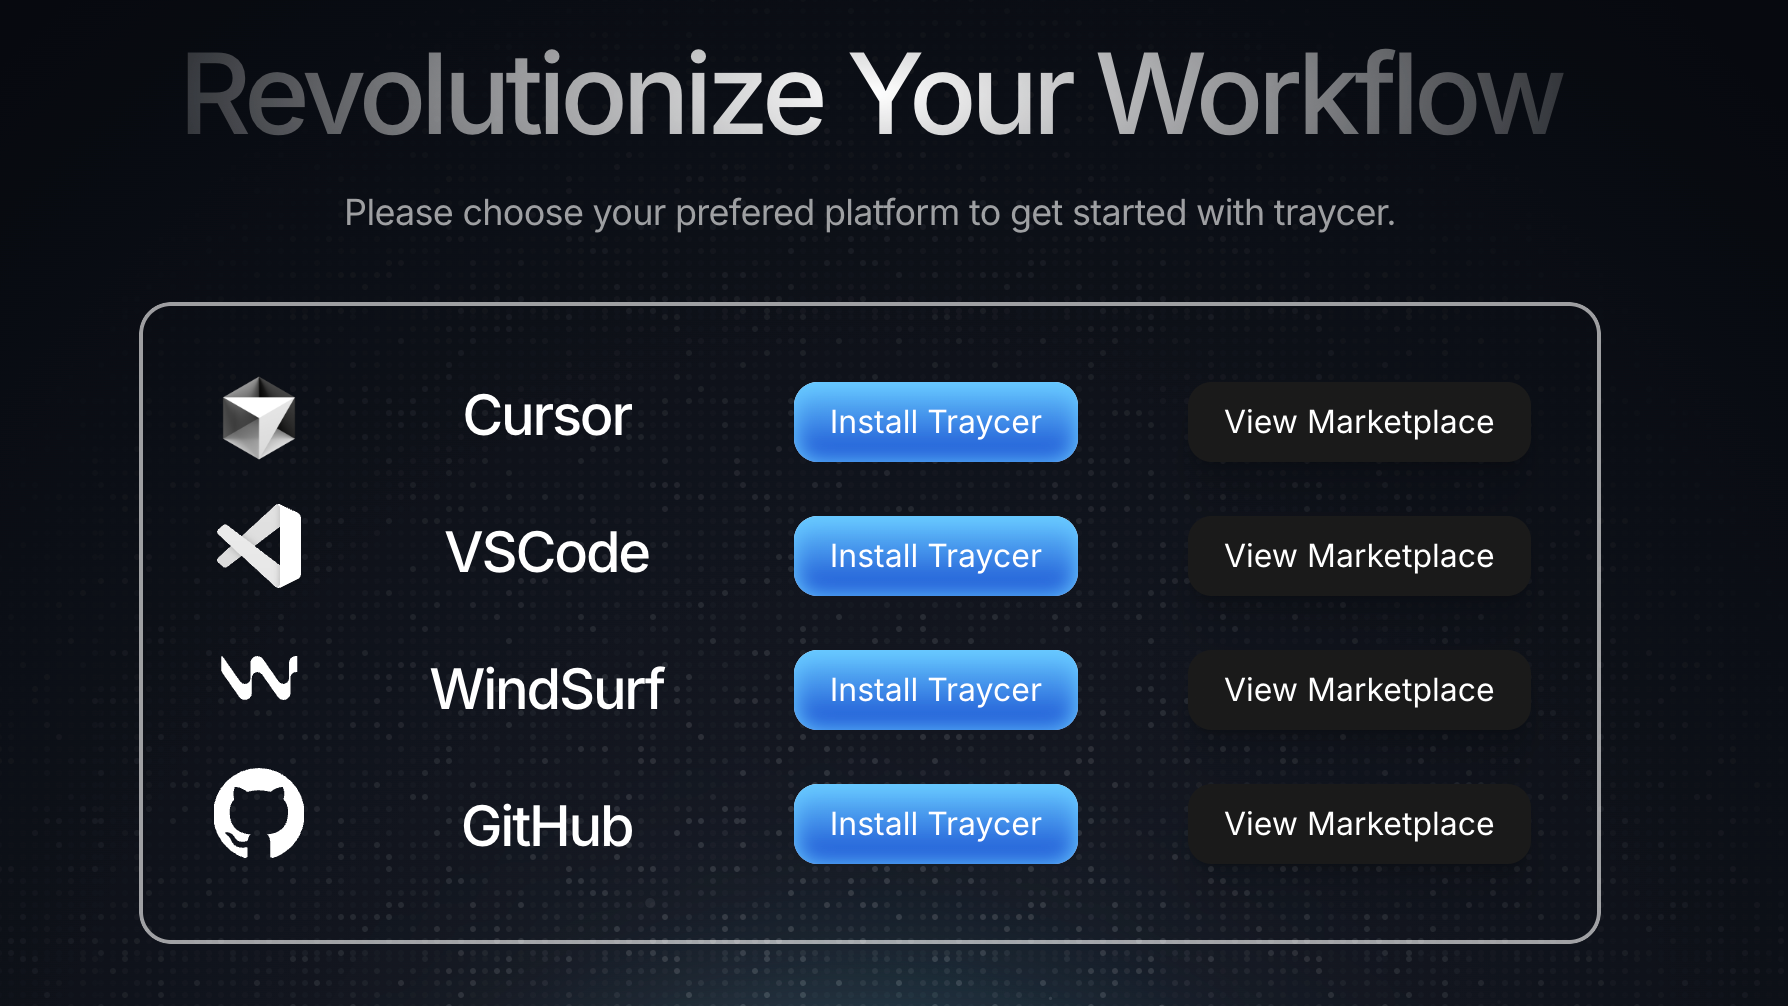 Revolutionize Your Workflow
Please choose your prefered platform to get started with traycer.
Cursor Install Traycer View Marketplace
VSCode Install Traycer View Marketplace
WindSurf Install Traycer View Marketplace
GitHub Install Traycer View Marketplace